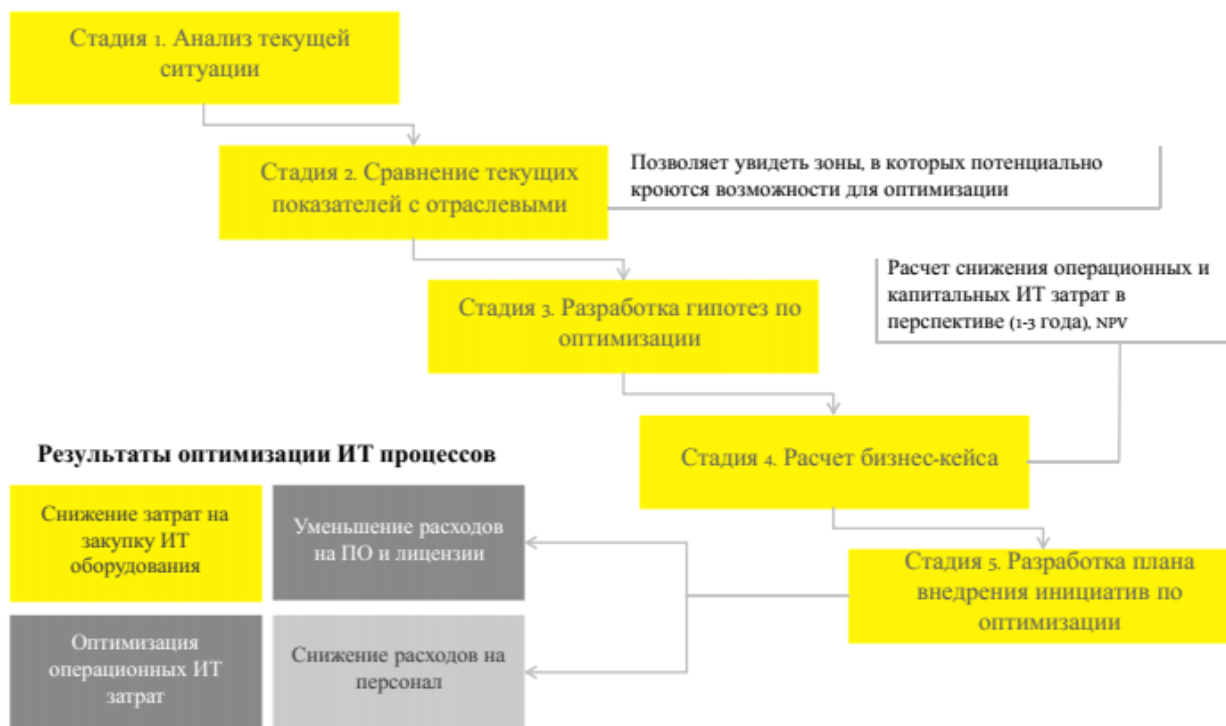 Стадия 1. Анализ текущей
ситуации
Стадия 2. Сравнение текущих
показателей с отраслевыми
Позволяет увидеть зоны, в которых потенциально
кроются возможности для оптимизации
Стадия 3. Разработка гипотез по
оптимизации
Расчет снижения операционных и
капитальных ИТ затрат в
перспективе (1-3 года), NPV
Стадия 4. Расчет бизнес-кейса
Стадия 5. Разработка плана
внедрения инициатив по
оптимизации
Результаты оптимизации ИТ процессов
Снижение затрат на
закупку ИТ
оборудования
Уменьшение расходов
на ПО и лицензии
Оптимизация
операционных ИТ
затрат
Снижение расходов на
персонал